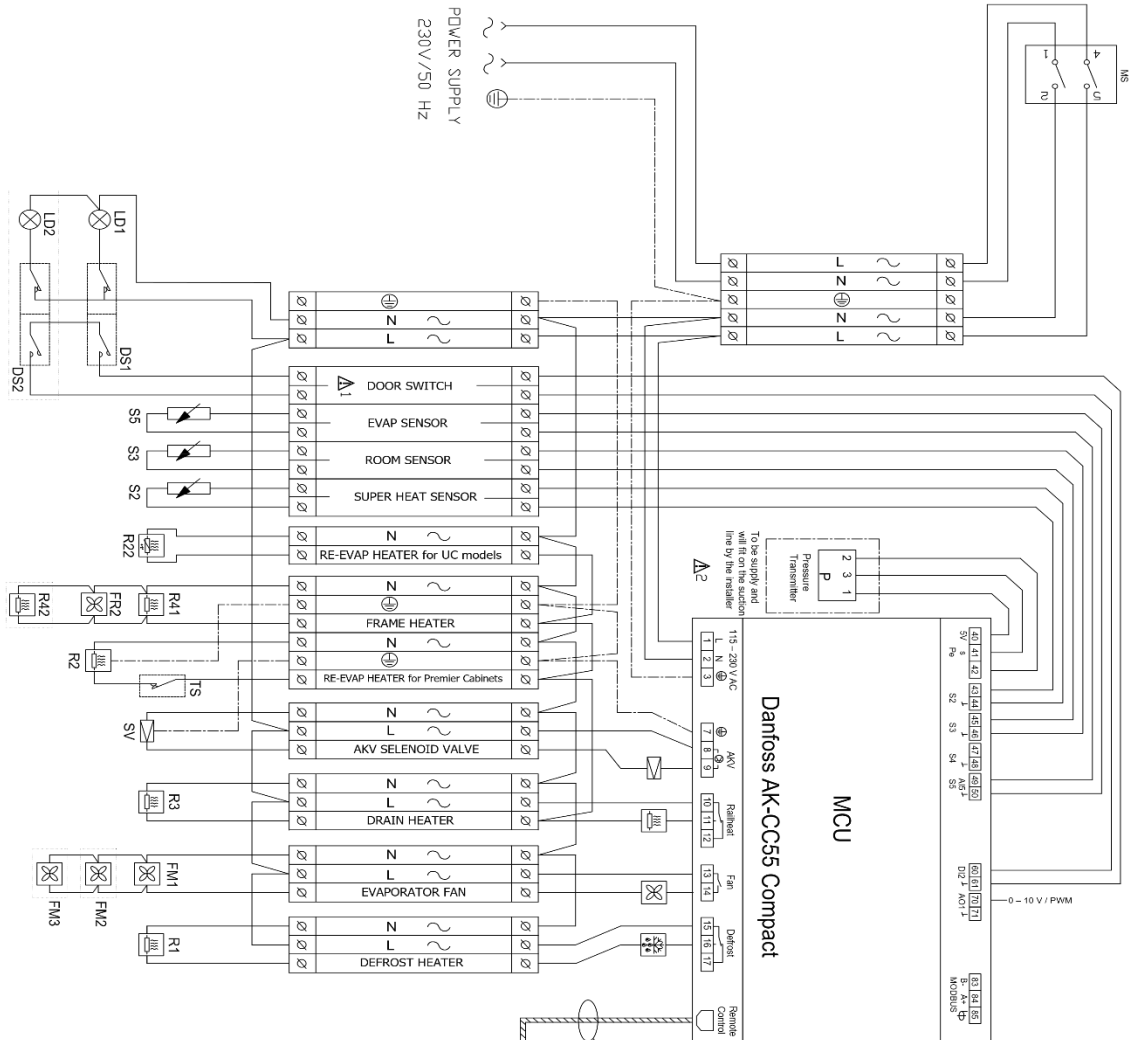 MS
4
5
1
2
POWER SUPPLY
230V/50 Hz
L
N
N
L
LD1
LD2
DS1
DS2
N
L
1
DOOR SWITCH
EVAP SENSOR
ROOM SENSOR
SUPER HEAT SENSOR
S5
S3
S2
N
RE-EVAP HEATER for UC models
R22
N
FRAME HEATER
N
RE-EVAP HEATER for Premier Cabinets
R41
FR2
R42
R2
TS
N
L
AKV SELENOID VALVE
SV
N
L
DRAIN HEATER
R3
N
L
EVAPORATOR FAN
FM1
FM2
FM3
N
L
DEFROST HEATER
R1
To be supply and
will fit on the suction
line by the installer
2
Pressure
Transmitter
P
2 3 1
MCU
Danfoss AK-CC55 Compact
115 – 230 V AC
L N
1 2 3
AKV
7 8 9
Railheat
10 11 12
Fan
13 14
Defrost
15 16 17
Remote
Control
40 41 42
5V s
Pe
43 44
S2
45 46
S3
47 48
S4
49 50
AI5
S5
60 61
DI2
70 71
AO1
0 – 10 V / PWM
83 84 85
B- A+
MODBUS